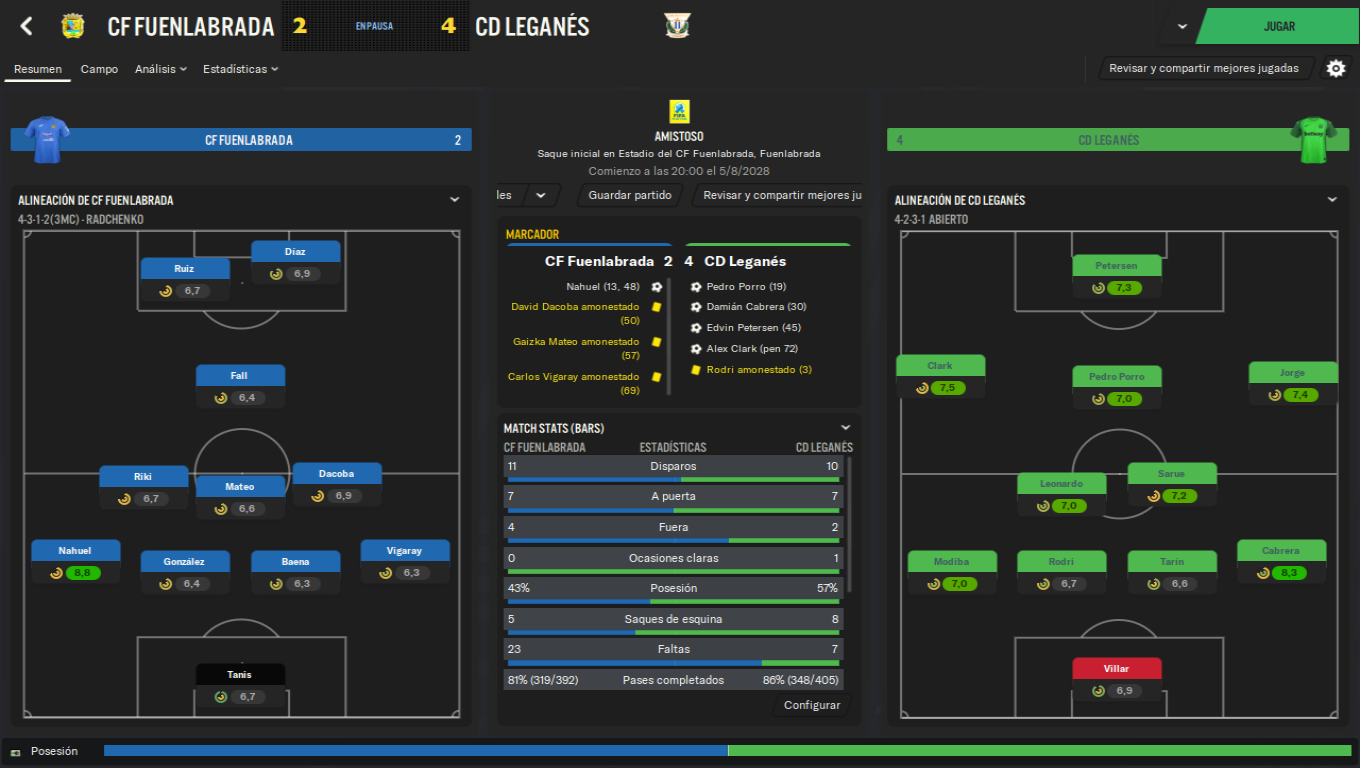 CF FUENLABRADA 2 EN PAUSA 4 CD LEGANÉS
JUGAR
Resumen Campo Análisis Estadísticas
Revisar y compartir mejores jugadas
CF FUENLABRADA 2
ALINEACIÓN DE CF FUENLABRADA
4-3-1-2(3MC) - RADCHENKO
Díaz
6,9
Ruiz
6,7
Fall
6,4
Dacoba
6,9
Riki
6,7
Mateo
6,6
Nahuel
8,8
González
6,4
Baena
6,3
Vigaray
6,3
Tanis
6,7
AMISTOSO
Saque inicial en Estadio del CF Fuenlabrada, Fuenlabrada
Comienzo a las 20:00 el 5/8/2028
les
Guardar partido
Revisar y compartir mejores ju
MARCADOR
CF Fuenlabrada 2 4 CD Leganés
Nahuel (13, 48)
David Dacoba amonestado
(50)
Gaizka Mateo amonestado
(57)
Carlos Vigaray amonestado
(69)
Pedro Porro (19)
Damián Cabrera (30)
Edvin Petersen (45)
Alex Clark (pen 72)
Rodri amonestado (3)
MATCH STATS (BARS)
CF FUENLABRADA ESTADÍSTICAS CD LEGANÉS
11 Disparos 10
7 A puerta 7
4 Fuera 2
0 Ocasiones claras 1
43% Posesión 57%
5 Saques de esquina 8
23 Faltas 7
81% (319/392) Pases completados 86% (348/405)
Configurar
4 CD LEGANÉS
betway
ALINEACIÓN DE CD LEGANÉS
4-2-3-1 ABIERTO
Petersen
7,3
Clark
7,5
Pedro Porro
7,0
Jorge
7,4
Leonardo
7,0
Sarue
7,2
Modiba
7,0
Rodri
6,7
Tarín
6,6
Cabrera
8,3
Villar
6,9
Posesión